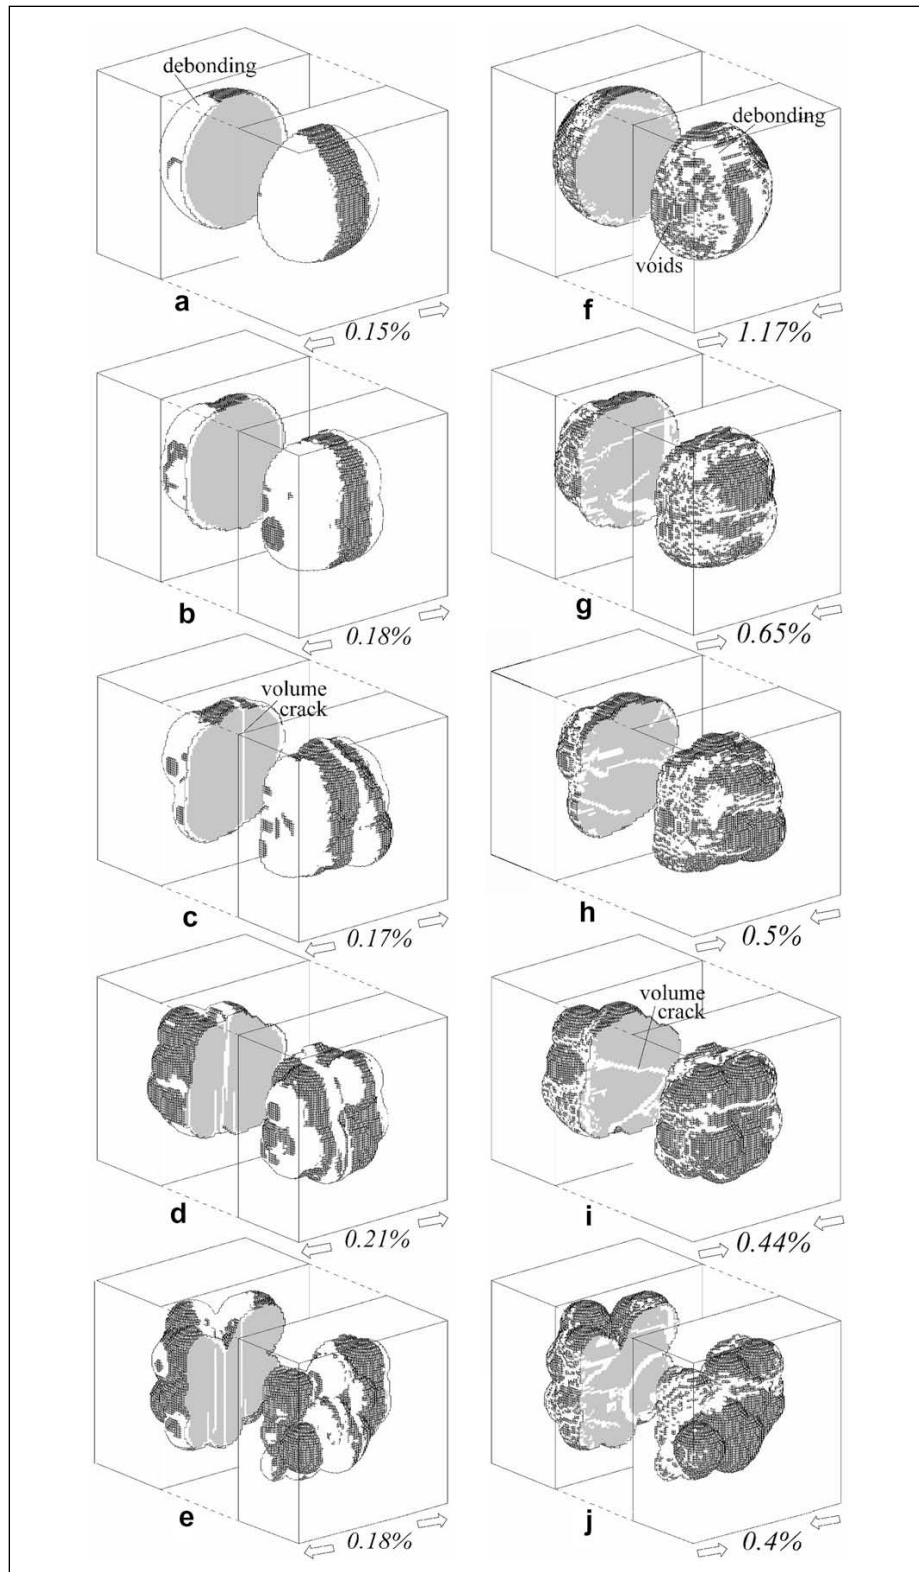 debonding
a
0.15%
debonding
voids
f
1.17%
b
0.18%
g
0.65%
volume
crack
c
0.17%
h
0.5%
d
0.21%
volume
crack
i
0.44%
e
0.18%
j
0.4%